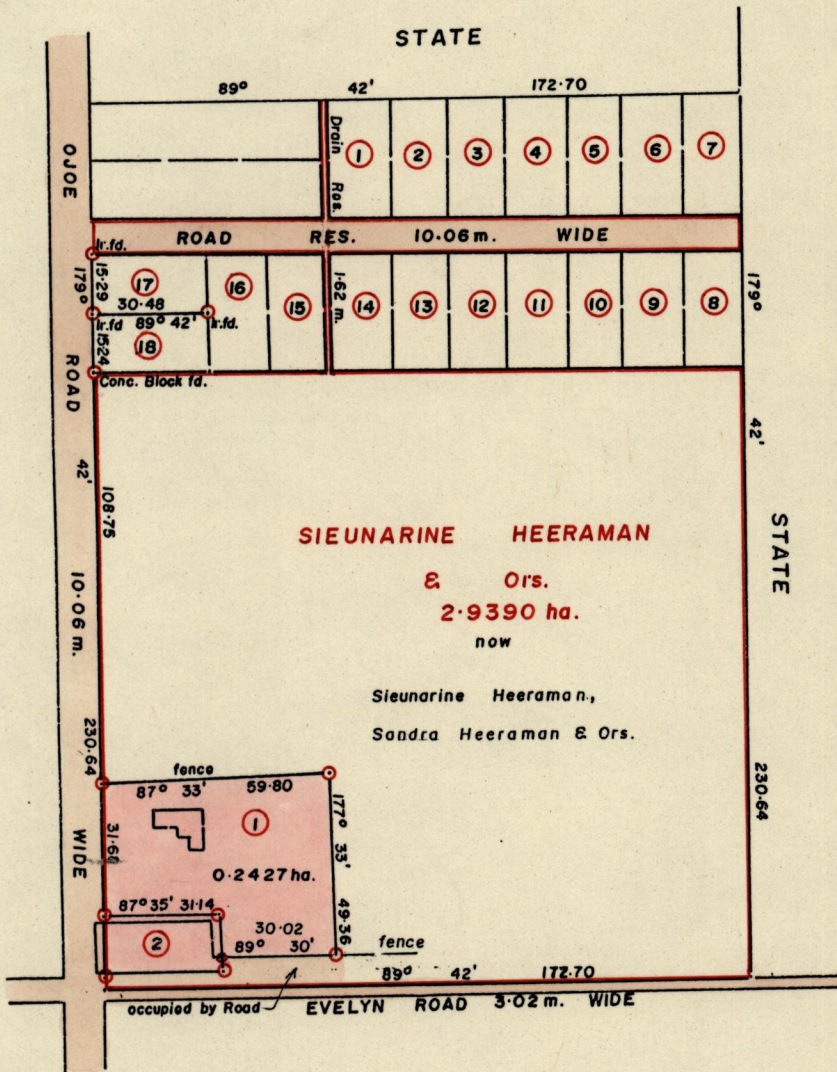 STATE
89° 42' 172.70
Drain Res.
1 2 3 4 5 6 7
OJOE ROAD 10.06 m. WIDE
ROAD RES. 10.06 m. WIDE
Ir.fd.
179° 42' 230.64
15.29
17
16
15
1.62 m.
14 13 12 11 10 9 8
30.48
Ir.fd 89° 42' Ir.fd.
15.24
18
Conc. Block fd.
179° 42' 230.64
STATE
108.75
SIEUNARINE HEERAMAN
& Ors.
2.9390 ha.
now
Sieunarine Heeraman.,
Sandra Heeraman & Ors.
fence
87° 33' 59.80
1
177° 33' 49.36
0.2427 ha.
87° 35' 31.14
2
30.02
89° 30'
fence
89° 42' 172.70
occupied by Road
EVELYN ROAD 3.02 m. WIDE